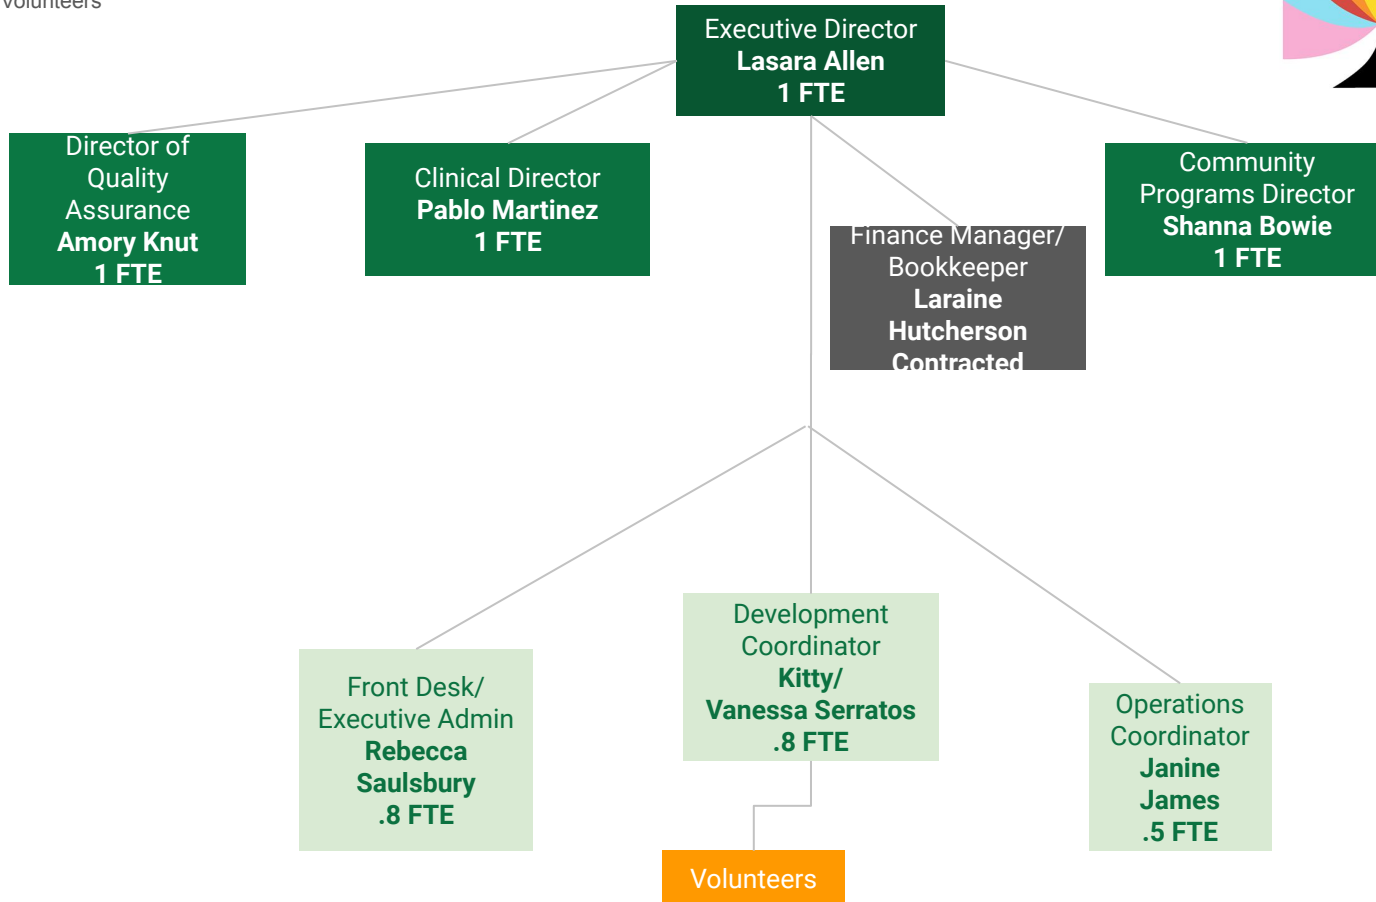 Volunteers
Executive Director
Lasara Allen
1 FTE
Director of
Quality
Assurance
Amory Knut
1 FTE
Clinical Director
Pablo Martinez
1 FTE
Community
Programs Director
Shanna Bowie
1 FTE
Finance Manager/
Bookkeeper
Laraine
Hutcherson
Contracted
Front Desk/
Executive Admin
Rebecca
Saulsbury
.8 FTE
Development
Coordinator
Kitty/
Vanessa Serratos
.8 FTE
Operations
Coordinator
Janine
James
.5 FTE
Volunteers